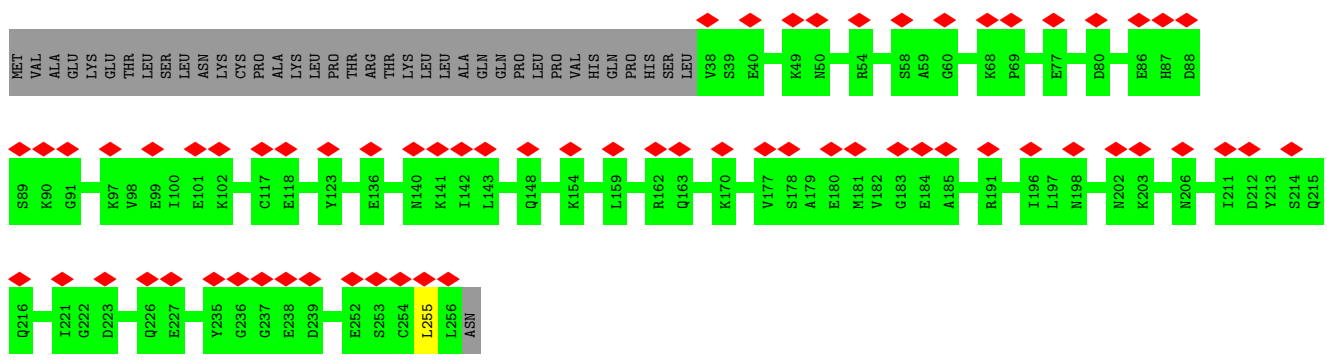 MET VAL ALA GLU LYS GLU THR LEU SER LEU ASN LYS CYS PRO ALA LYS LEU PRO THR ARG THR LYS LEU LEU ALA GLN GLN PRO LEU PRO VAL HIS GLN PRO HIS SER LEU V38 S39 E40 K49 N50 R54 S58 A59 G60 K68 P69 E77 D80 E86 H87 D88
S89 K90 G91 K97 V98 E99 I100 E101 K102 C117 E118 Y123 E136 N140 K141 I142 L143 Q148 K154 L159 R162 Q163 K170 V177 S178 A179 E180 M181 V182 G183 E184 A185 R191 I196 L197 N198 N202 K203 N206 I211 D212 Y213 S214 Q215
Q216 I221 G222 D223 Q226 E227 Y235 G236 G237 E238 D239 E252 S253 C254 L255 L256 ASN